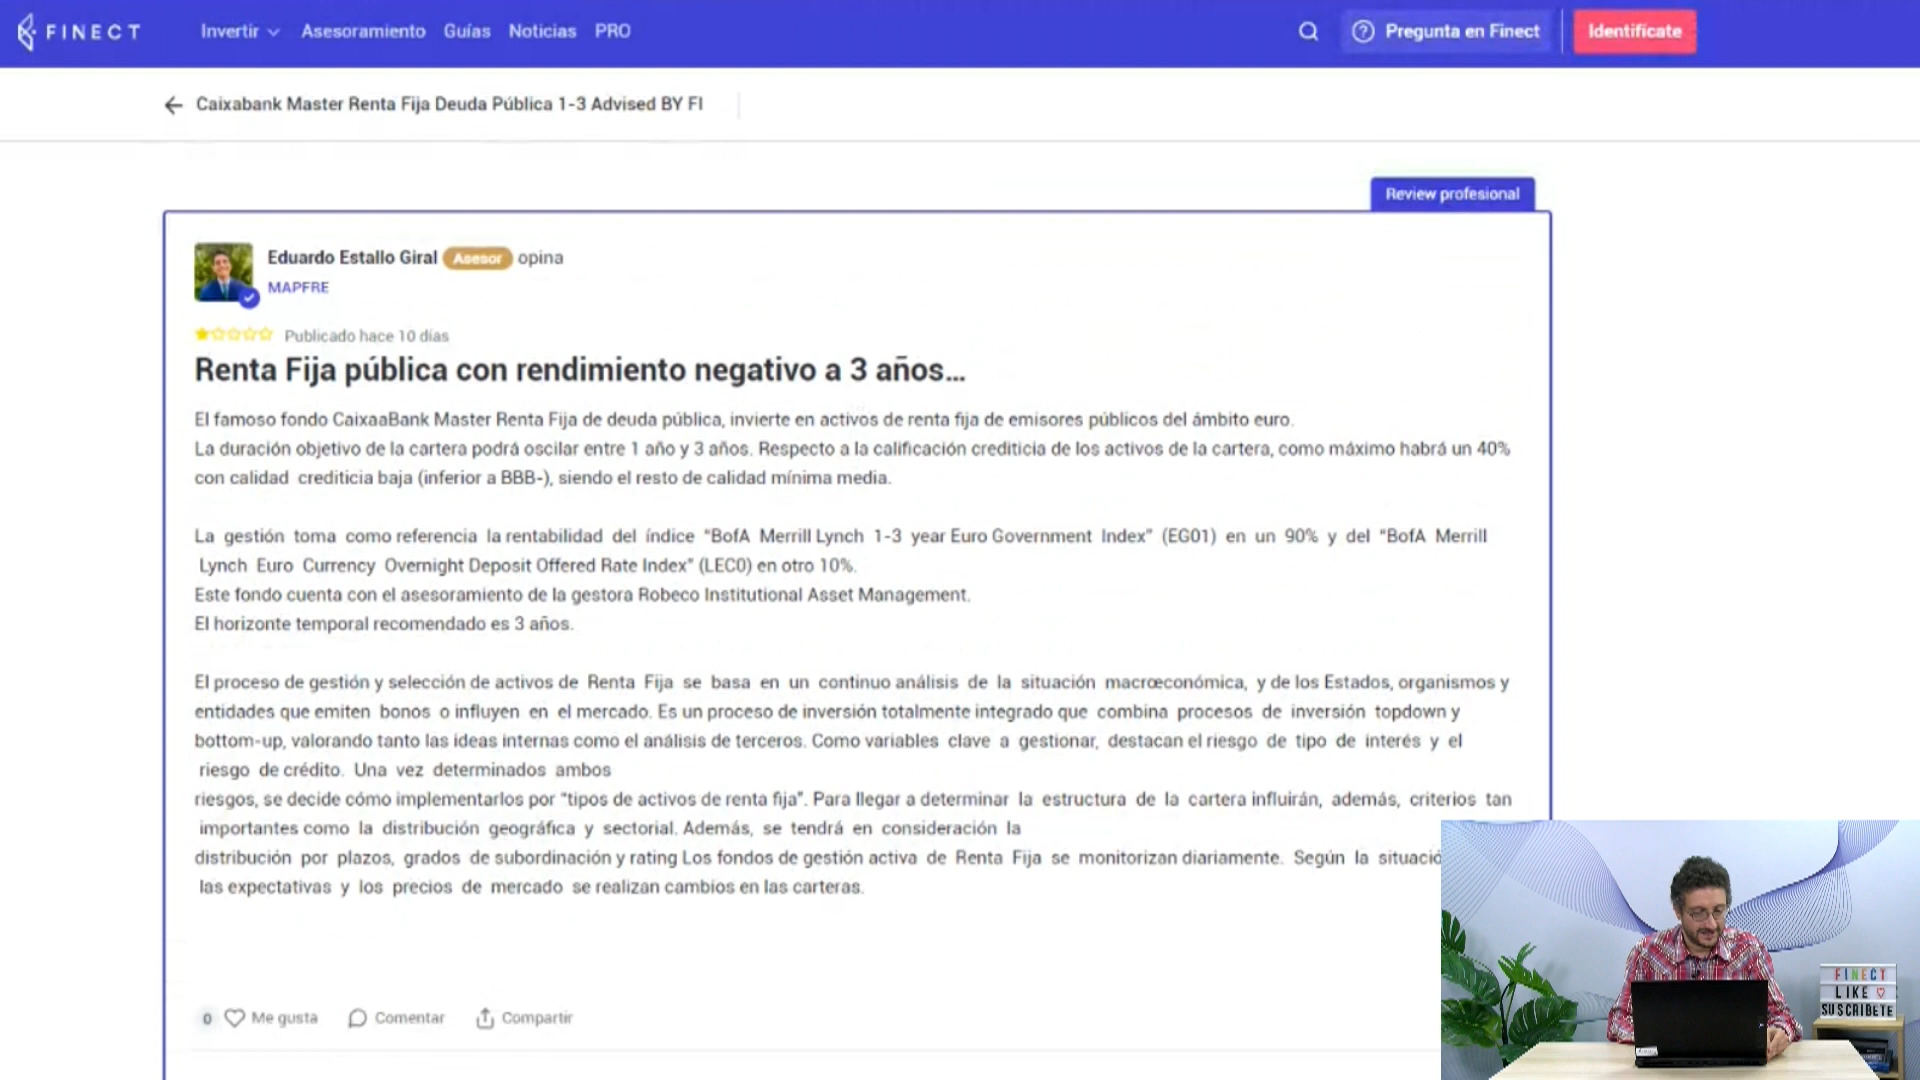 FINECT
Invertir
Asesoramiento
Guías
Noticias
PRO
Pregunta en Finect
Identifícate
Caixabank Master Renta Fija Deuda Pública 1-3 Advised BY FI
Review profesional
Eduardo Estallo Giral Asesor opina
MAPFRE
Publicado hace 10 días
Renta Fija pública con rendimiento negativo a 3 años...
El famoso fondo CaixaaBank Master Renta Fija de deuda pública, invierte en activos de renta fija de emisores públicos del ámbito euro.
La duración objetivo de la cartera podrá oscilar entre 1 año y 3 años. Respecto a la calificación crediticia de los activos de la cartera, como máximo habrá un 40%
con calidad crediticia baja (inferior a BBB-), siendo el resto de calidad mínima media.
La gestión toma como referencia la rentabilidad del índice “BofA Merrill Lynch 1-3 year Euro Government Index” (EG01) en un 90% y del “BofA Merrill
Lynch Euro Currency Overnight Deposit Offered Rate Index” (LEC0) en otro 10%.
Este fondo cuenta con el asesoramiento de la gestora Robeco Institutional Asset Management.
El horizonte temporal recomendado es 3 años.
El proceso de gestión y selección de activos de Renta Fija se basa en un continuo análisis de la situación macroeconómica, y de los Estados, organismos y
entidades que emiten bonos o influyen en el mercado. Es un proceso de inversión totalmente integrado que combina procesos de inversión topdown y
bottom-up, valorando tanto las ideas internas como el análisis de terceros. Como variables clave a gestionar, destacan el riesgo de tipo de interés y el
riesgo de crédito. Una vez determinados ambos
riesgos, se decide cómo implementarlos por “tipos de activos de renta fija”. Para llegar a determinar la estructura de la cartera influirán, además, criterios tan
importantes como la distribución geográfica y sectorial. Además, se tendrá en consideración la
distribución por plazos, grados de subordinación y rating Los fondos de gestión activa de Renta Fija se monitorizan diariamente. Según la situació
las expectativas y los precios de mercado se realizan cambios en las carteras.
0 Me gusta
Comentar
Compartir
FINECT
LIKE
SUSCRIBETE